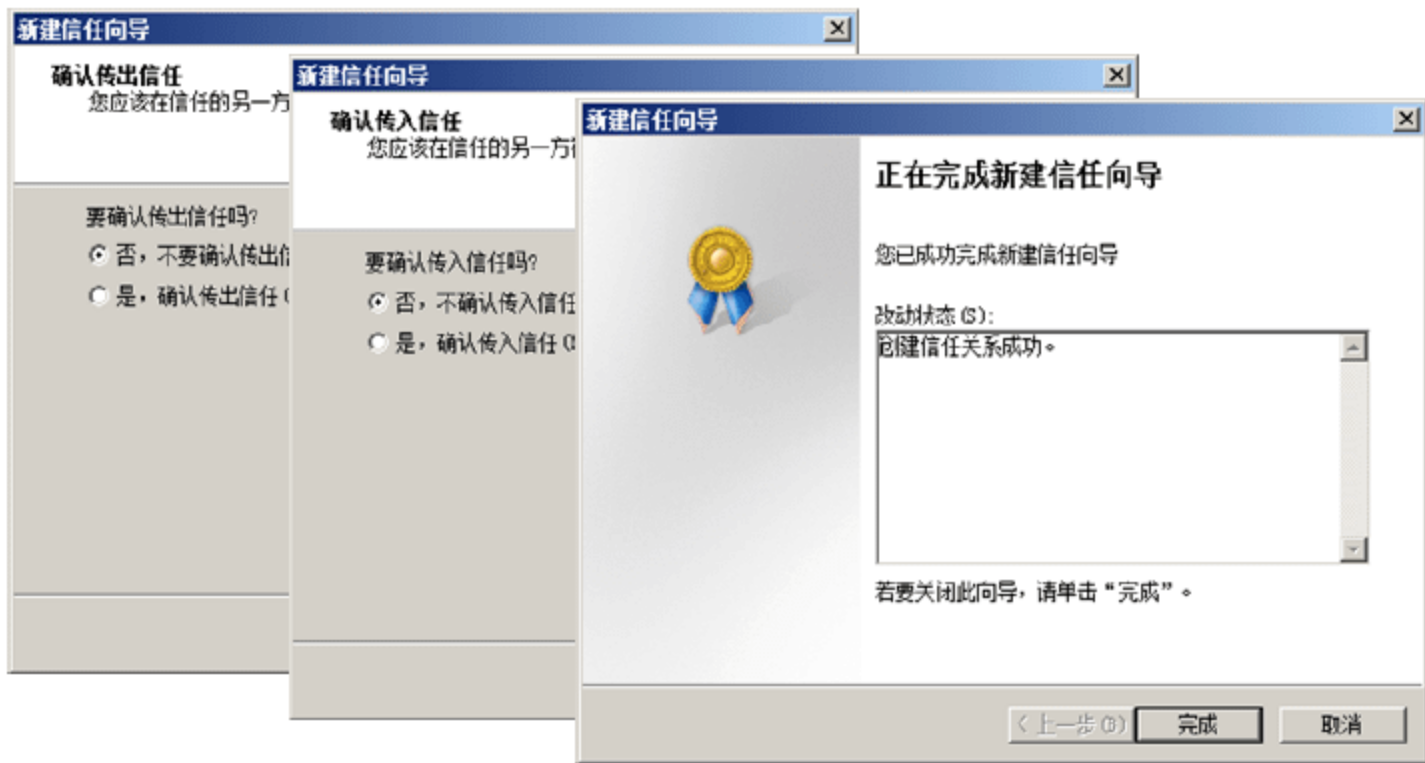 新建信任向导
确认传出信任
您应该在信任的另一方
要确认传出信任吗?
否，不要确认传出信
是，确认传出信任(
新建信任向导
确认传入信任
您应该在信任的另一方
要确认传入信任吗?
否，不确认传入信任
是，确认传入信任(
新建信任向导
正在完成新建信任向导
您已成功完成新建信任向导
改动状态(S):
创建信任关系成功。
若要关闭此向导，请单击“完成”。
<上一步(B) 完成 取消